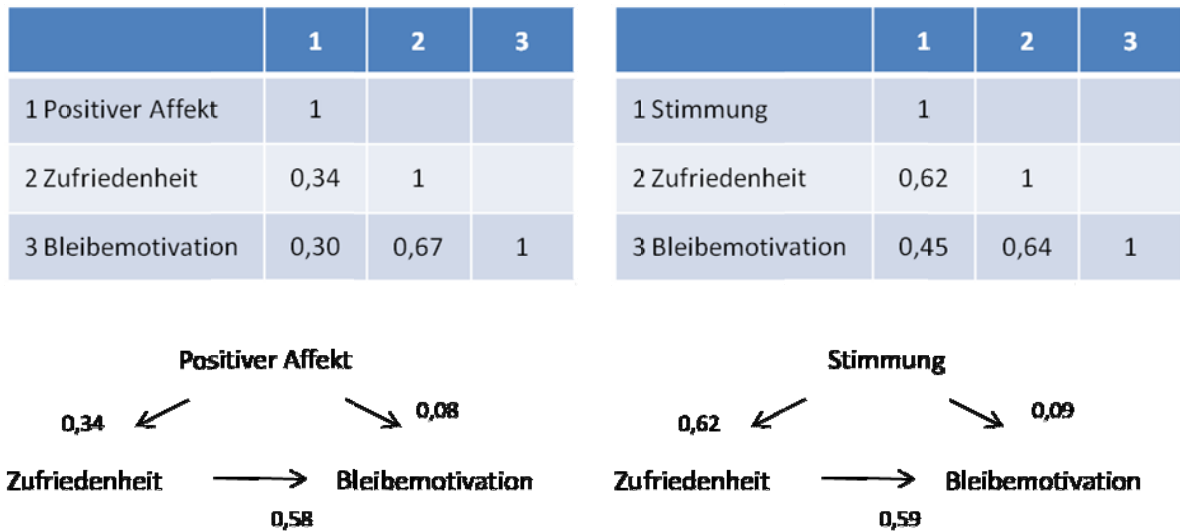 1 2 3
1 Positiver Affekt 1
2 Zufriedenheit 0,34 1
3 Bleibemotivation 0,30 0,67 1
1 2 3
1 Stimmung 1
2 Zufriedenheit 0,62 1
3 Bleibemotivation 0,45 0,64 1
Positiver Affekt
0,34 0,08
Zufriedenheit Bleibemotivation
0,58
Stimmung
0,62 0,09
Zufriedenheit Bleibemotivation
0,59